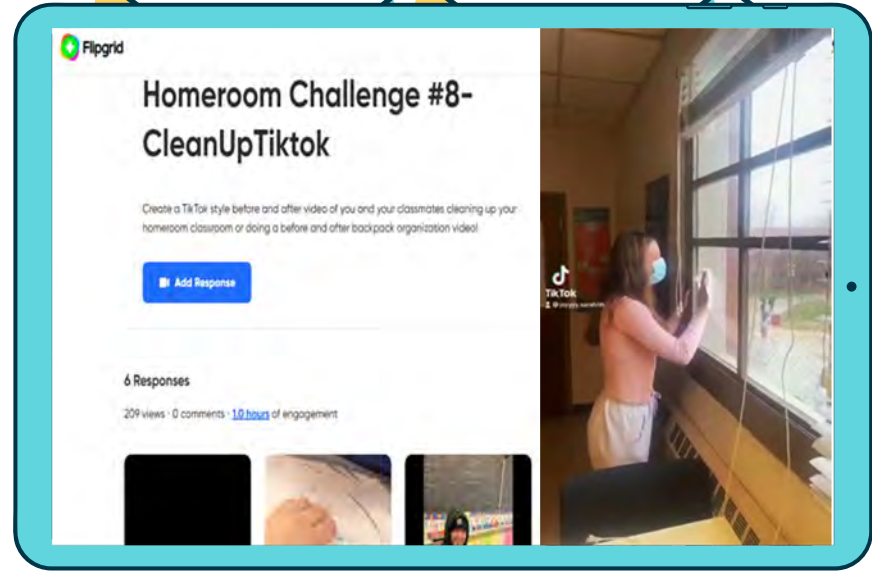 Flipgrid
Homeroom Challenge #8-
CleanUpTiktok
Create a TikTok style before and after video of you and your classmates cleaning up your
homeroom classroom or doing a before and after backpack organization video!
Add Response
6 Responses
209 views · 0 comments · 1.0 hours of engagement
TikTok